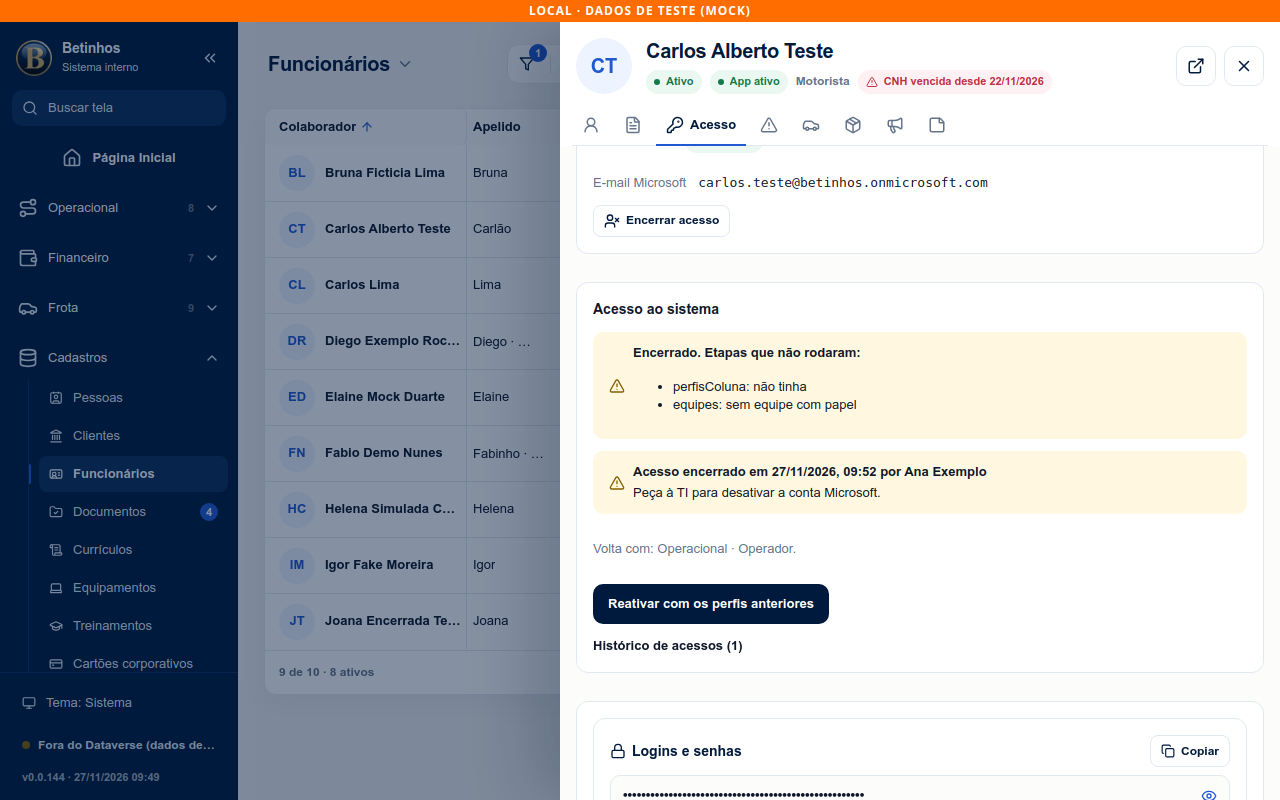 LOCAL · DADOS DE TESTE (MOCK)
Betinhos
Sistema interno
Buscar tela
Página Inicial
Operacional 8
Financeiro 7
Frota 9
Cadastros
Pessoas
Clientes
Funcionários
Documentos 4
Currículos
Equipamentos
Treinamentos
Cartões corporativos
Tema: Sistema
Fora do Dataverse (dados de...
v0.0.144 · 27/11/2026 09:49
Funcionários
1
Colaborador Apelido
BL Bruna Ficticia Lima Bruna
CT Carlos Alberto Teste Carlão
CL Carlos Lima Lima
DR Diego Exemplo Roc... Diego · ...
ED Elaine Mock Duarte Elaine
FN Fabio Demo Nunes Fabinho · ...
HC Helena Simulada C... Helena
IM Igor Fake Moreira Igor
JT Joana Encerrada Te... Joana
9 de 10 · 8 ativos
CT
Carlos Alberto Teste
Ativo App ativo Motorista CNH vencida desde 22/11/2026
Acesso
E-mail Microsoft carlos.teste@betinhos.onmicrosoft.com
Encerrar acesso
Acesso ao sistema
Encerrado. Etapas que não rodaram:
• perfisColuna: não tinha
• equipes: sem equipe com papel
Acesso encerrado em 27/11/2026, 09:52 por Ana Exemplo
Peça à TI para desativar a conta Microsoft.
Volta com: Operacional · Operador.
Reativar com os perfis anteriores
Histórico de acessos (1)
Logins e senhas
Copiar